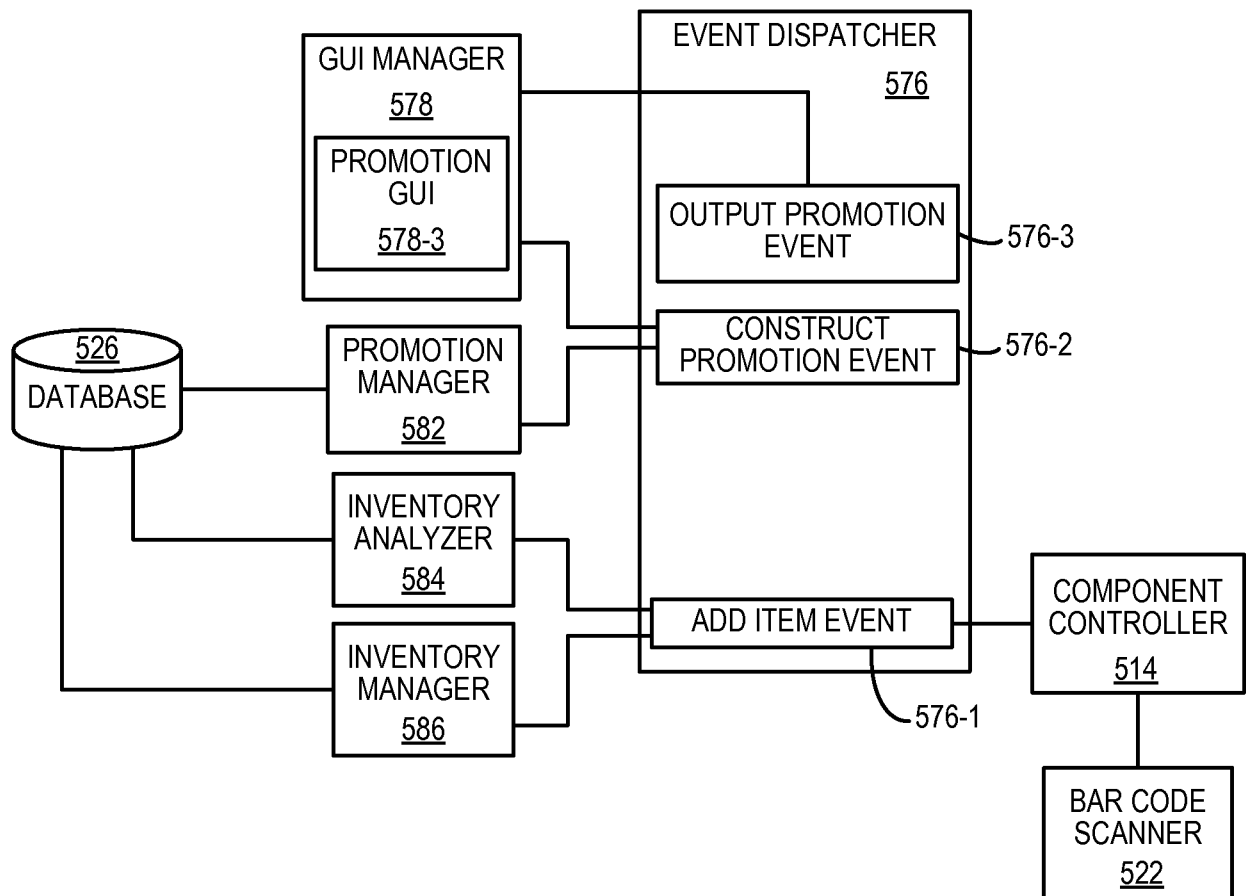 GUI MANAGER
578
PROMOTION
GUI
578-3
EVENT DISPATCHER
576
OUTPUT PROMOTION
EVENT
576-3
CONSTRUCT
PROMOTION EVENT
576-2
526
DATABASE
PROMOTION
MANAGER
582
INVENTORY
ANALYZER
584
INVENTORY
MANAGER
586
ADD ITEM EVENT
576-1
COMPONENT
CONTROLLER
514
BAR CODE
SCANNER
522